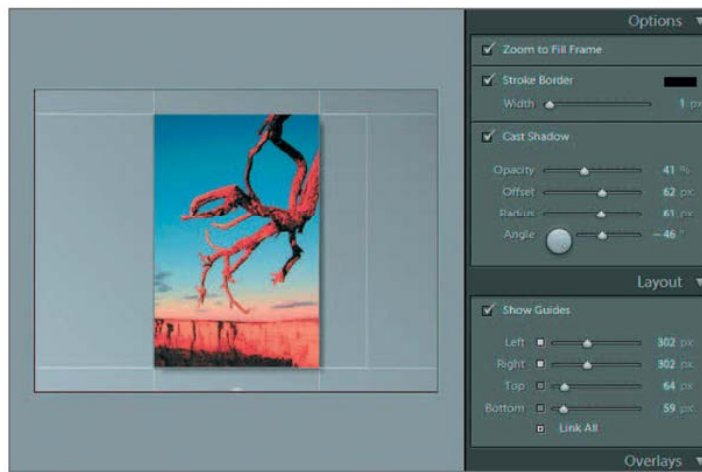 Options
Zoom to Fill Frame
Stroke Border
Width 1 px
Cast Shadow
Opacity 41 %
Offset 62 px
Radius 61 px
Angle - 46 °
Layout
Show Guides
Left 302 px
Right 302 px
Top 64 px
Bottom 59 px
Link All
Overlays